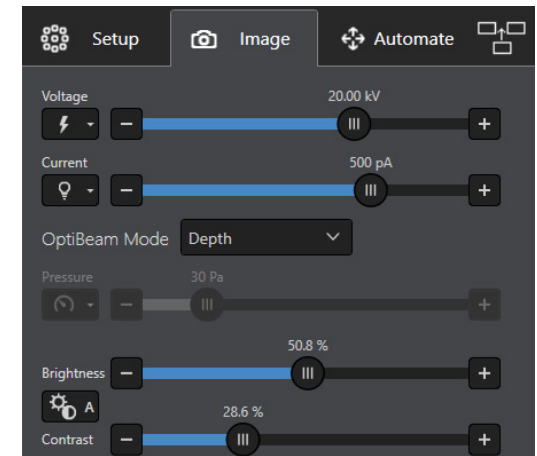 Setup Image Automate
Voltage
20.00 kV
Current
500 pA
OptiBeam Mode Depth
Pressure
30 Pa
50.8 %
Brightness
A
28.6 %
Contrast